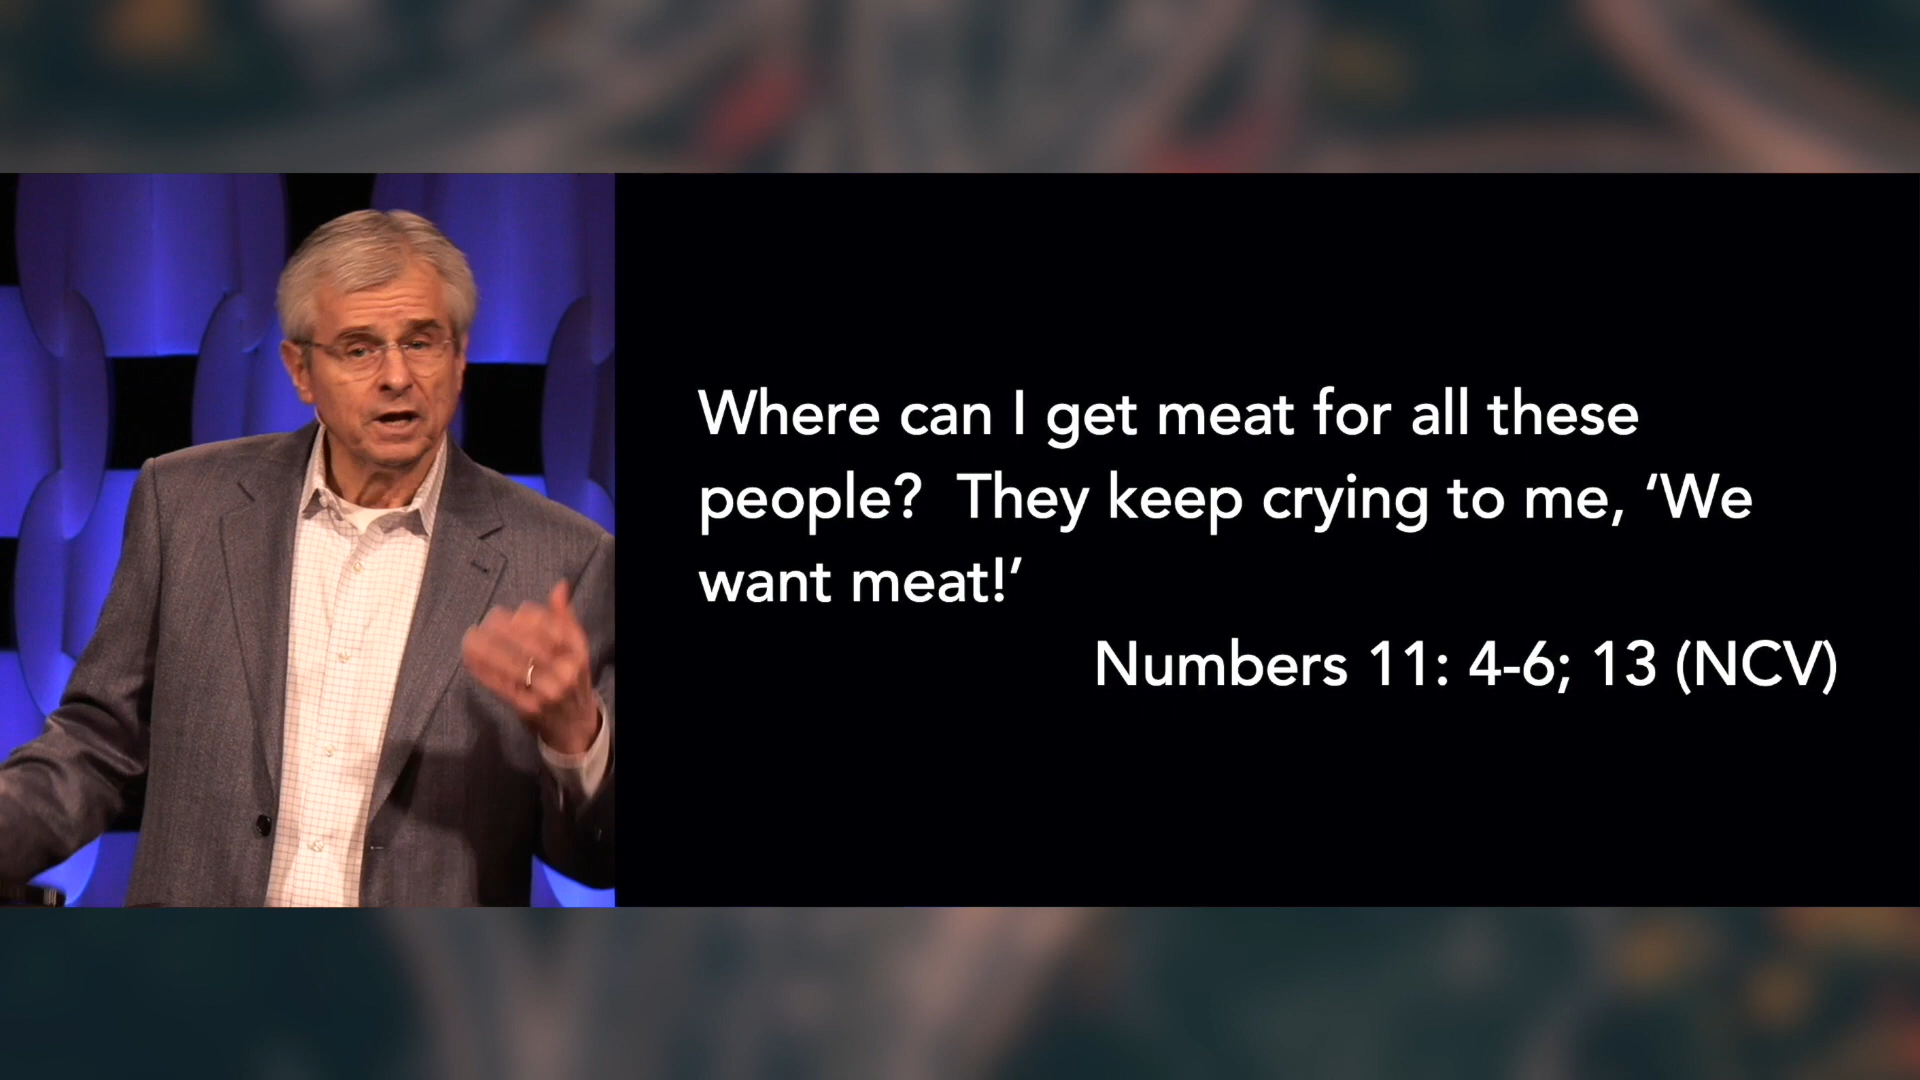 Where can I get meat for all these
people?  They keep crying to me, ‘We
want meat!’
Numbers 11: 4-6; 13 (NCV)